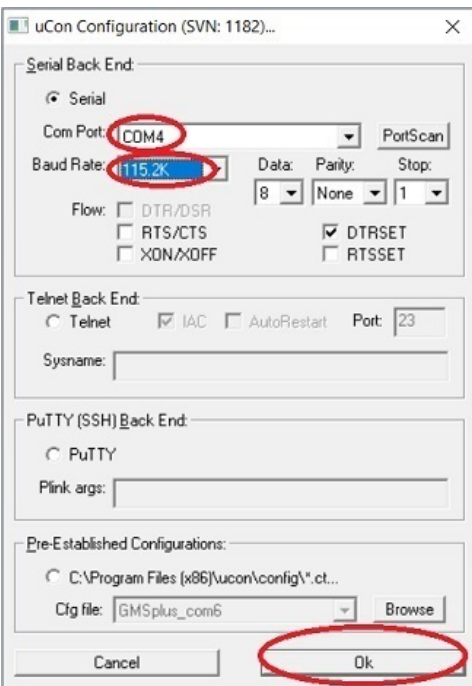 uCon Configuration (SVN: 1182)...
Serial Back End:
Serial
Com Port: COM4 PortScan
Baud Rate: 115.2K Data: 8 Parity: None Stop: 1
Flow: DTR/DSR
RTS/CTS DTRSET
XON/XOFF RTSSET
Telnet Back End:
Telnet IAC AutoRestart Port: 23
Sysname:
PuTTY (SSH) Back End:
PuTTY
Plink args:
Pre-Established Configurations:
C:\Program Files (x86)\ucon\config\*.ct...
Cfg file: GMSplus_com6 Browse
Cancel Ok